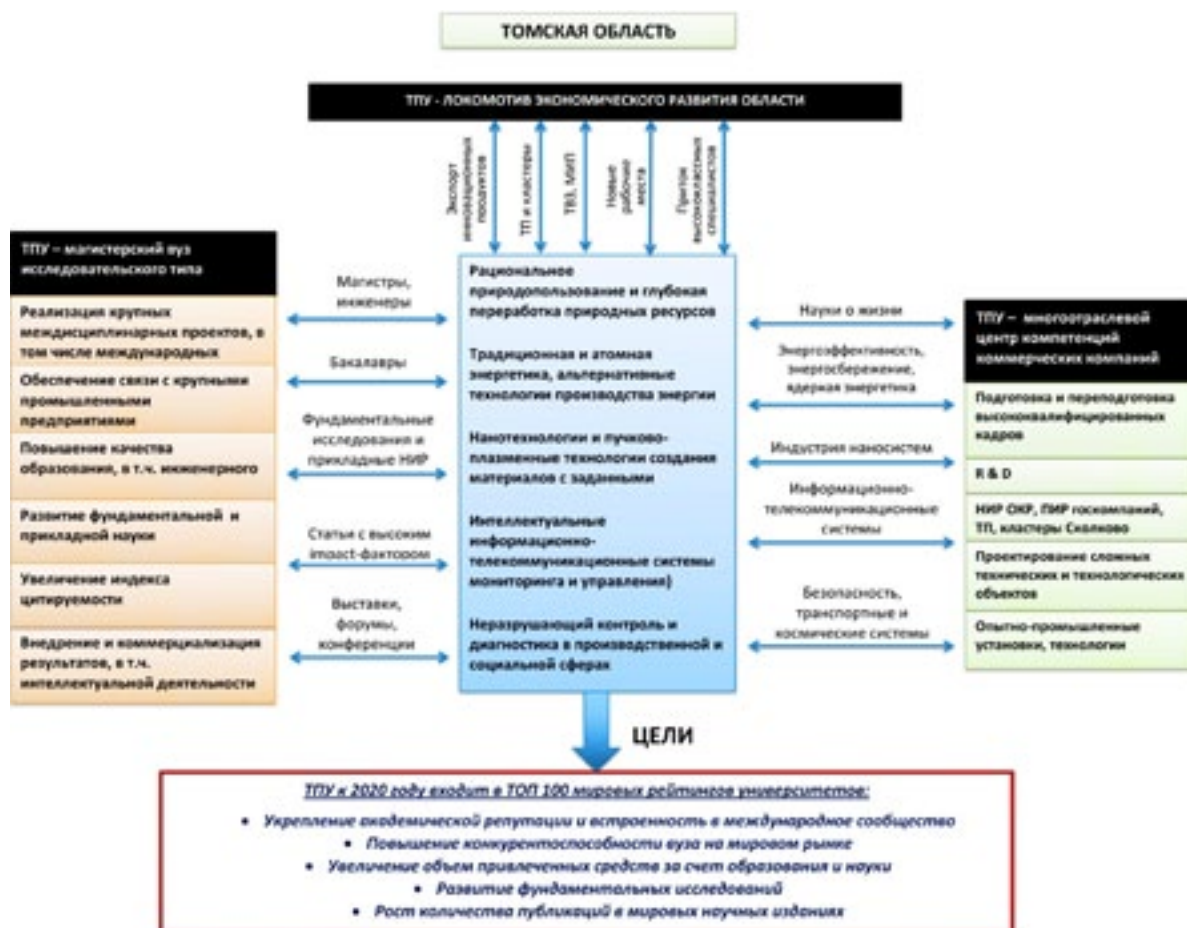 ТОМСКАЯ ОБЛАСТЬ
ТПУ - ЛОКОМОТИВ ЭКОНОМИЧЕСКОГО РАЗВИТИЯ ОБЛАСТИ
Экспорт
инновационных
продуктов
ТП и кластеры
ТВЗ, МИП
Новые
рабочие
места
Приток
высококлассных
специалистов
ТПУ – магистерский вуз
исследовательского типа
Реализация крупных
междисциплинарных проектов, в
том числе международных
Обеспечение связи с крупными
промышленными
предприятиями
Повышение качества
образования, в т.ч. инженерного
Развитие фундаментальной и
прикладной науки
Увеличение индекса
цитируемости
Внедрение и коммерциализация
результатов, в т.ч.
интеллектуальной деятельности
Магистры,
инженеры
Бакалавры
Фундаментальные
исследования и
прикладные НИР
Статьи с высоким
impact-фактором
Выставки,
форумы,
конференции
Рациональное
природопользование и глубокая
переработка природных ресурсов
Традиционная и атомная
энергетика, альтернативные
технологии производства энергии
Нанотехнологии и пучково-
плазменные технологии создания
материалов с заданными
Интеллектуальные
информационно-
телекоммуникационные системы
мониторинга и управления)
Неразрушающий контроль и
диагностика в производственной и
социальной сферах
Науки о жизни
Энергоэффективность,
энергосбережение,
ядерная энергетика
Индустрия наносистем
Информационно-
телекоммуникационные
системы
Безопасность,
транспортные и
космические системы
ТПУ – многоотраслевой
центр компетенций
коммерческих компаний
Подготовка и переподготовка
высококвалифицированных
кадров
R & D
НИР ОКР, ПИР госкомпаний,
ТП, кластеры Сколково
Проектирование сложных
технических и технологических
объектов
Опытно-промышленные
установки, технологии
ЦЕЛИ
ТПУ к 2020 году входит в ТОП 100 мировых рейтингов университетов:
• Укрепление академической репутации и встроенность в международное сообщество
• Повышение конкурентоспособности вуза на мировом рынке
• Увеличение объем привлеченных средств за счет образования и науки
• Развитие фундаментальных исследований
• Рост количества публикаций в мировых научных изданиях